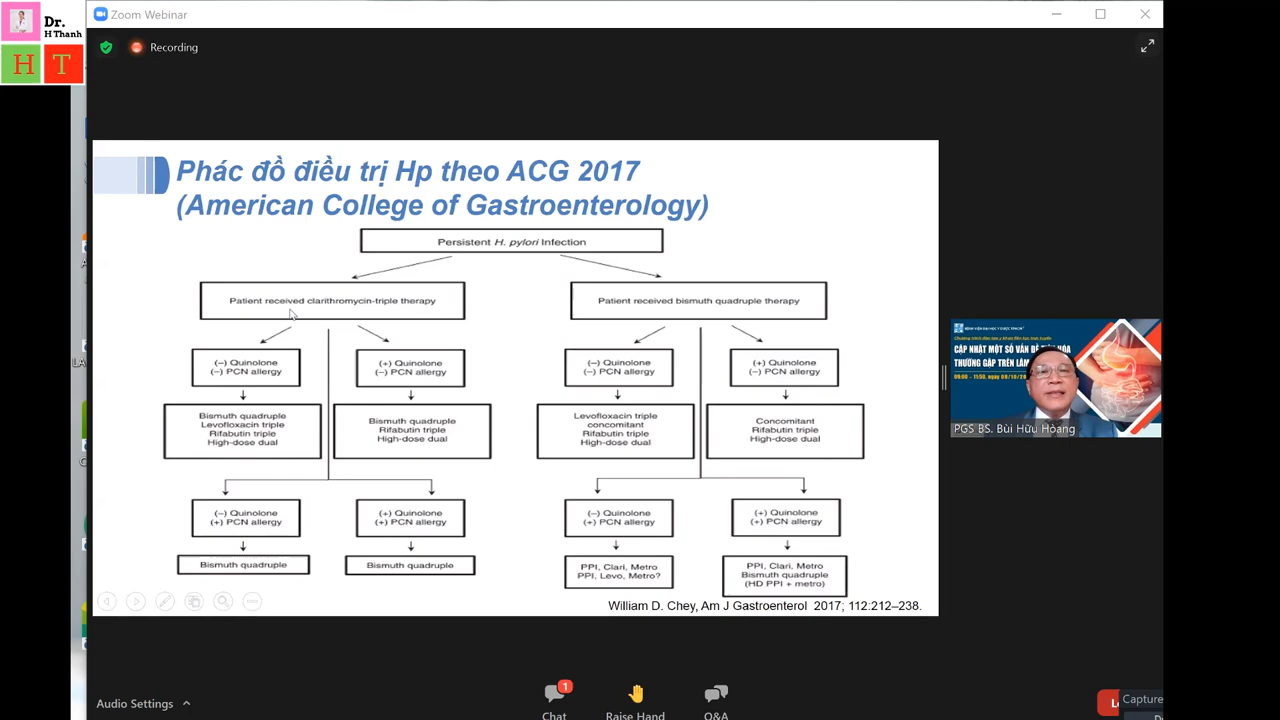 Dr.
H Thanh
H T
Zoom Webinar
Recording
Phác đồ điều trị Hp theo ACG 2017
(American College of Gastroenterology)
Persistent H. pylori Infection
Patient received clarithromycin-triple therapy
Patient received bismuth quadruple therapy
(–) Quinolone
(–) PCN allergy
(+) Quinolone
(–) PCN allergy
(–) Quinolone
(–) PCN allergy
(+) Quinolone
(–) PCN allergy
Bismuth quadruple
Levofloxacin triple
Rifabutin triple
High-dose dual
Bismuth quadruple
Rifabutin triple
High-dose dual
Levofloxacin triple
concomitant
Rifabutin triple
High-dose dual
Concomitant
Rifabutin triple
High-dose dual
(–) Quinolone
(+) PCN allergy
(+) Quinolone
(+) PCN allergy
(–) Quinolone
(+) PCN allergy
(+) Quinolone
(+) PCN allergy
Bismuth quadruple
Bismuth quadruple
PPI, Clari, Metro
PPI, Levo, Metro?
PPI, Clari, Metro
Bismuth quadruple
(HD PPI + metro)
William D. Chey, Am J Gastroenterol 2017; 112:212–238.
BỆNH VIỆN ĐẠI HỌC Y DƯỢC TPHCM
CẬP NHẬT MỘT SỐ VẤN ĐỀ
THƯỜNG GẶP TRÊN LÂM
PGS BS. Bùi Hữu Hoàng
Audio Settings
1
Chat
Raise Hand
Q&A
Capture